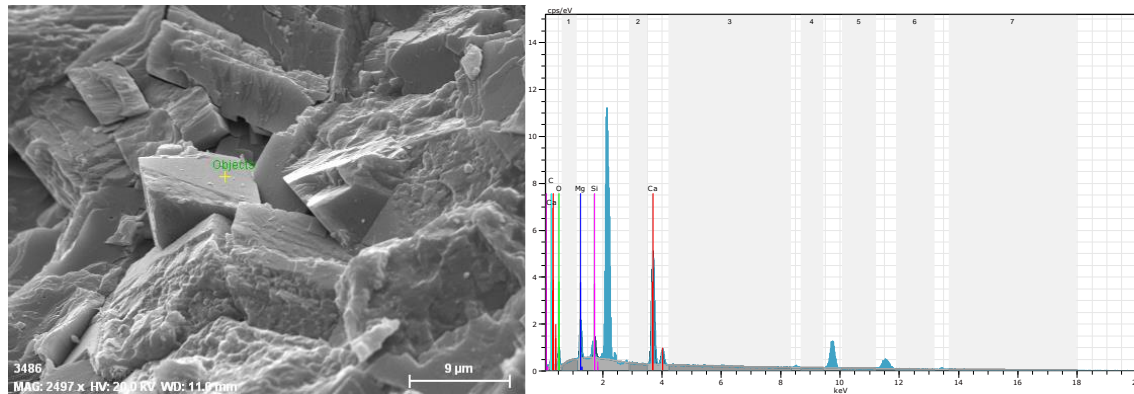 Objects
3486
MAG: 2497 x HV: 20.0 kV WD: 11.6 mm
9 µm
cps/eV
1 2 3 4 5 6 7
14
12
10
8
6
4
2
0
C
Ca
O
Mg
Si
Ca
2 4 6 8 10 12 14 16 18
keV